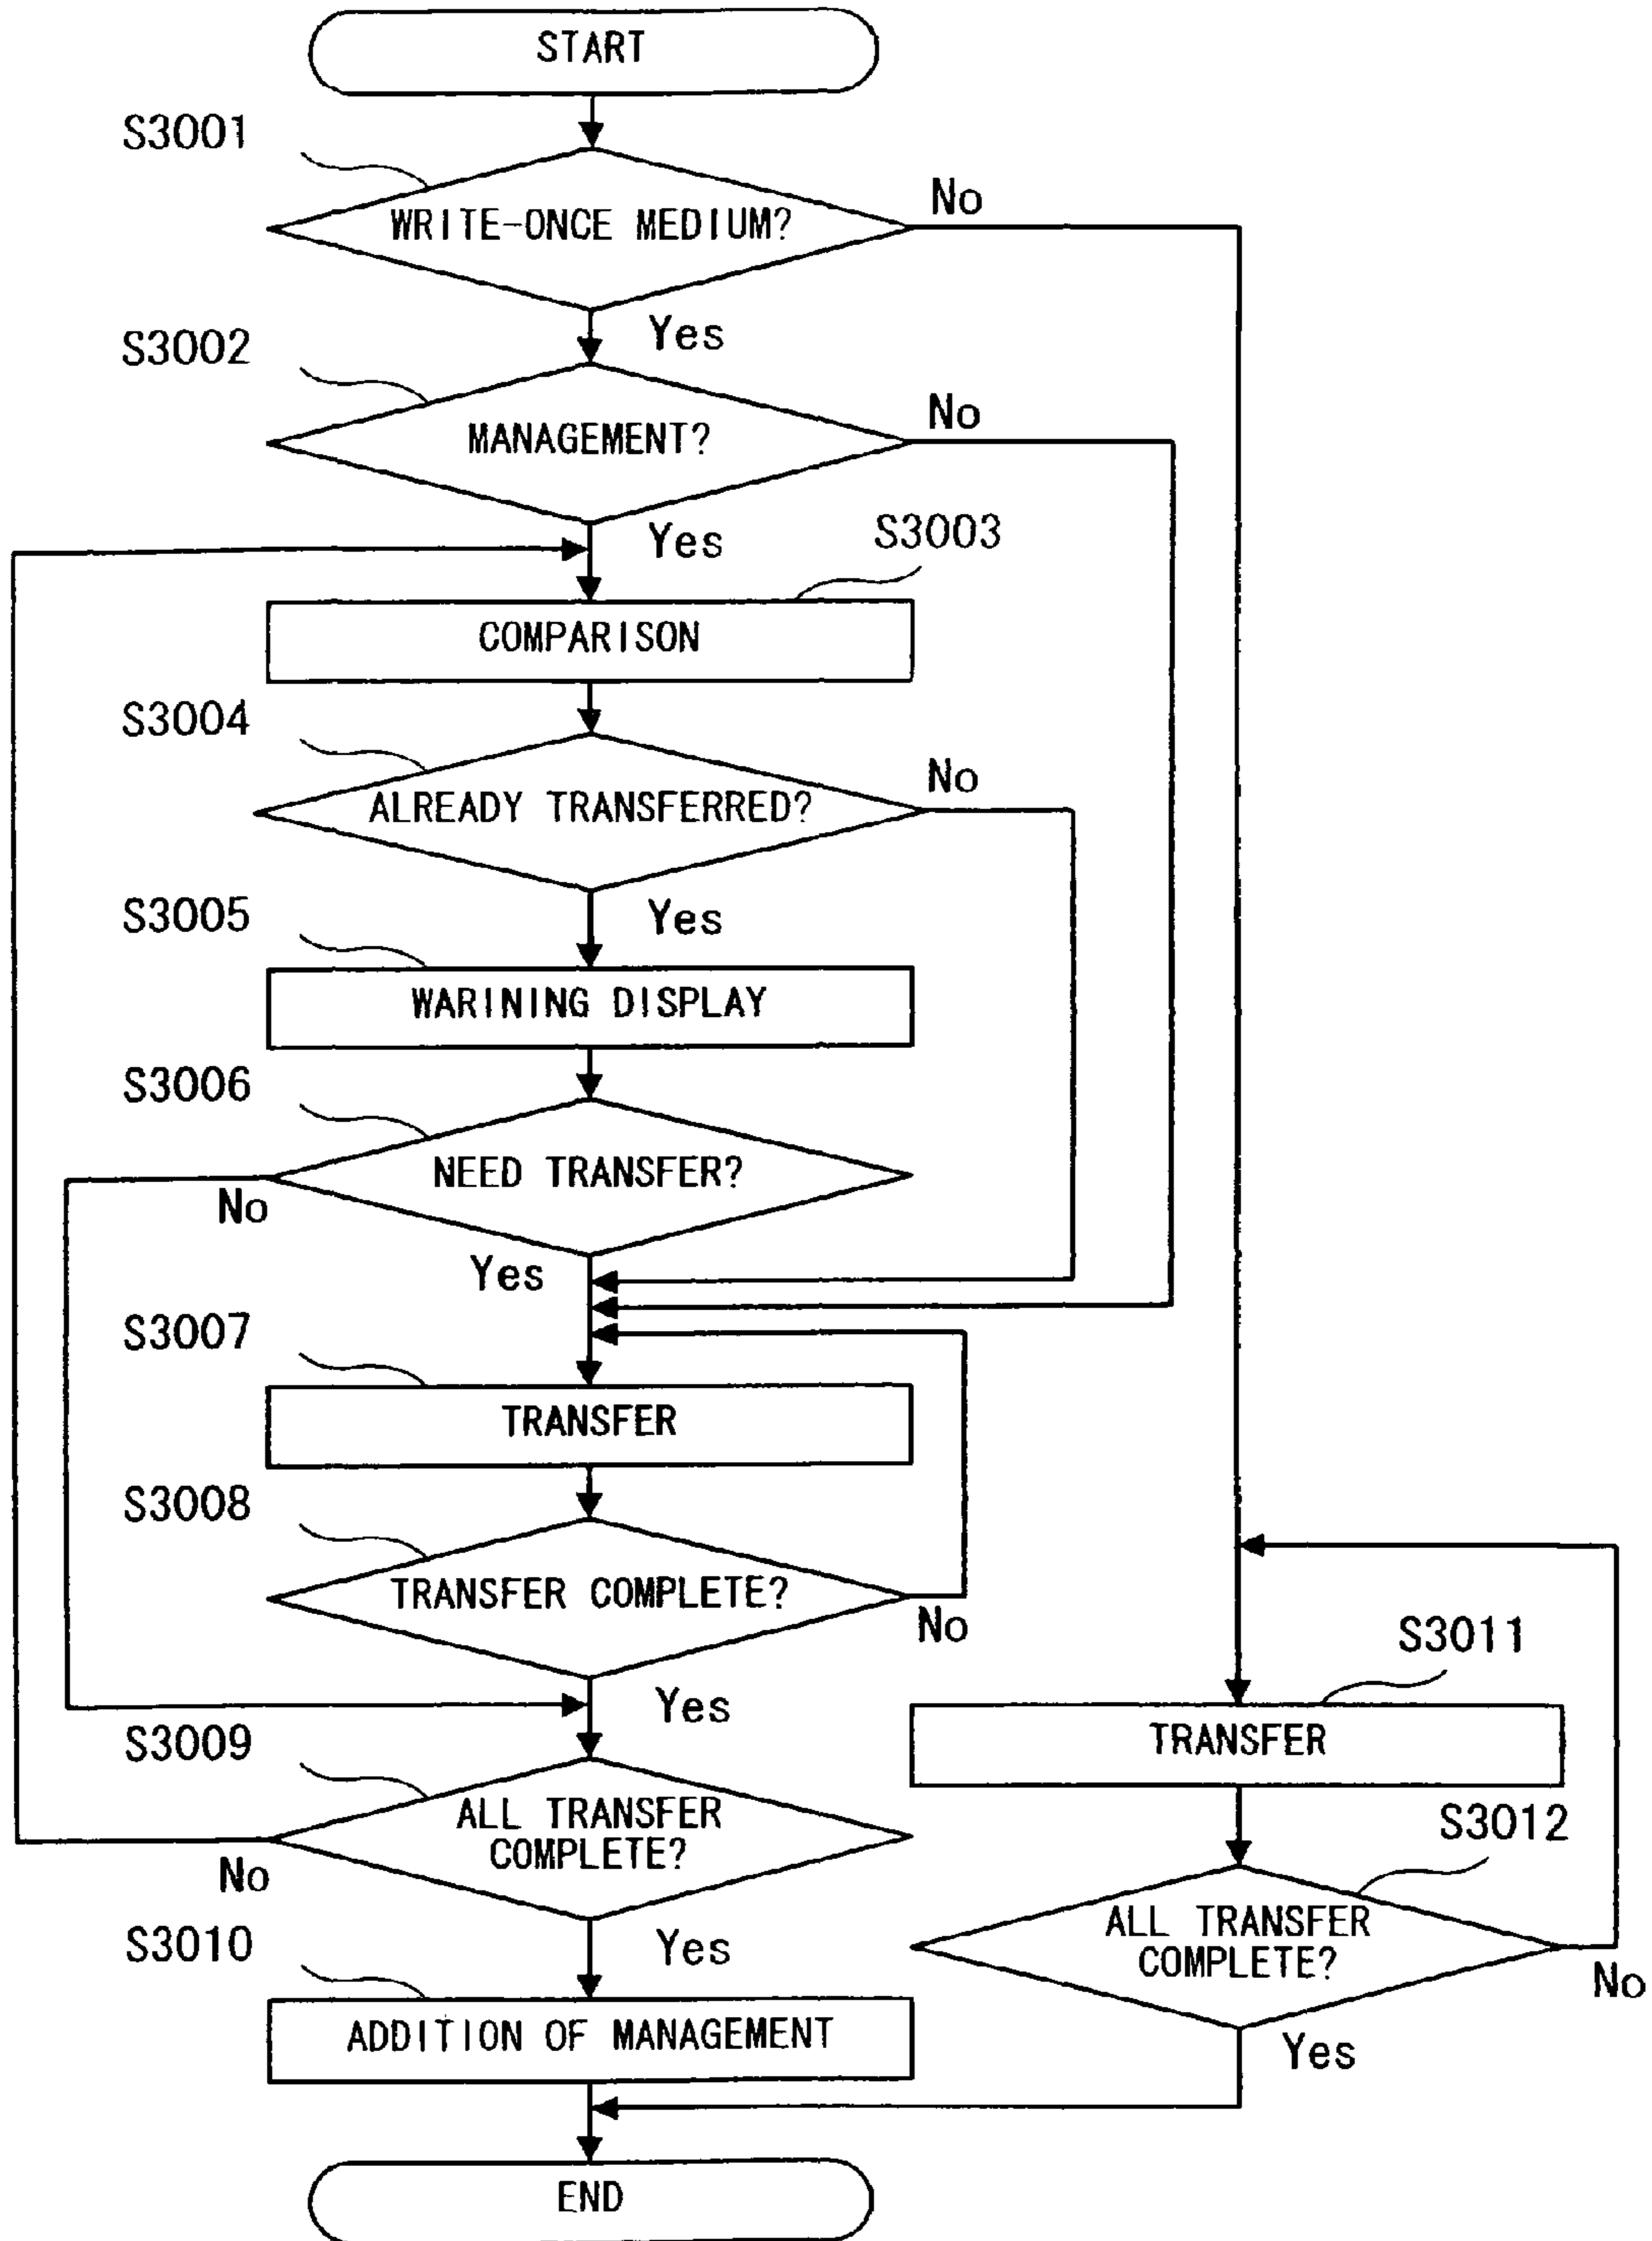 START
S3001
No
WRITE-ONCE MEDIUM?
Yes
S3002
No
MANAGEMENT?
Yes
S3003
COMPARISON
S3004
No
ALREADY TRANSFERRED?
Yes
S3005
WARINING DISPLAY
S3006
NEED TRANSFER?
No
Yes
S3007
TRANSFER
S3008
TRANSFER COMPLETE?
No
S3011
Yes
S3009
TRANSFER
ALL TRANSFER
COMPLETE?
S3012
No
ALL TRANSFER
COMPLETE?
S3010
Yes
No
ADDITION OF MANAGEMENT
Yes
END